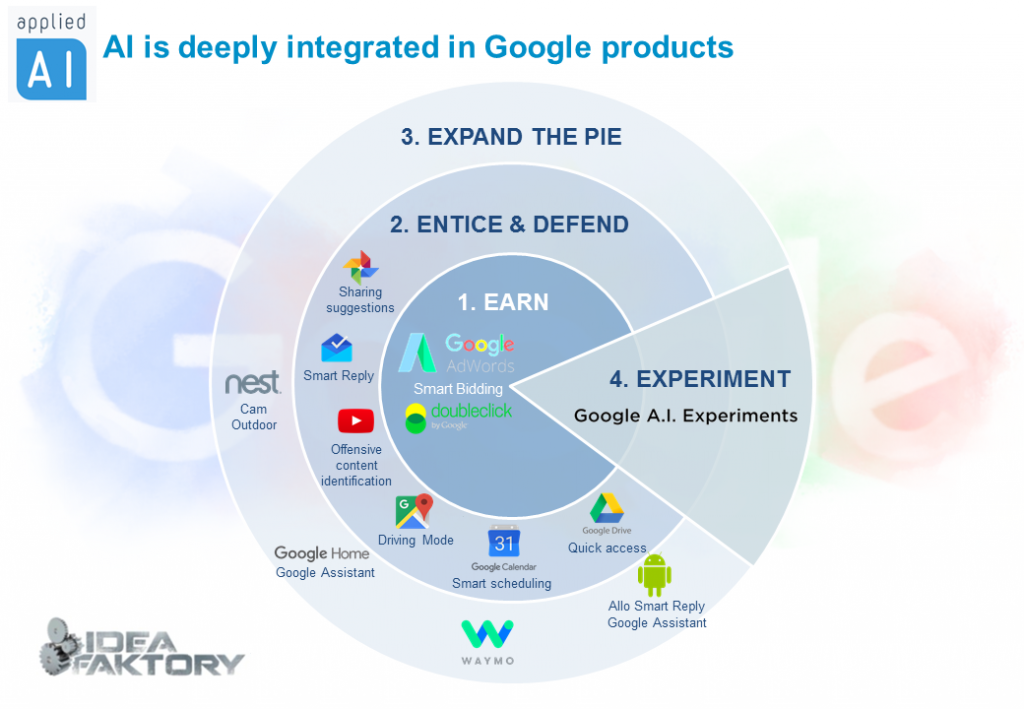 applied
AI
AI is deeply integrated in Google products
3. EXPAND THE PIE
2. ENTICE & DEFEND
Sharing
suggestions
Smart Reply
Offensive
content
identification
G
Driving Mode
31
Google Calendar
Smart scheduling
Google Drive
Quick access
1. EARN
Google
AdWords
Smart Bidding
doubleclick
by Google
4. EXPERIMENT
Google A.I. Experiments
nest
Cam
Outdoor
Google Home
Google Assistant
WAYMO
Allo Smart Reply
Google Assistant
IDEA
FAKTORY
Google